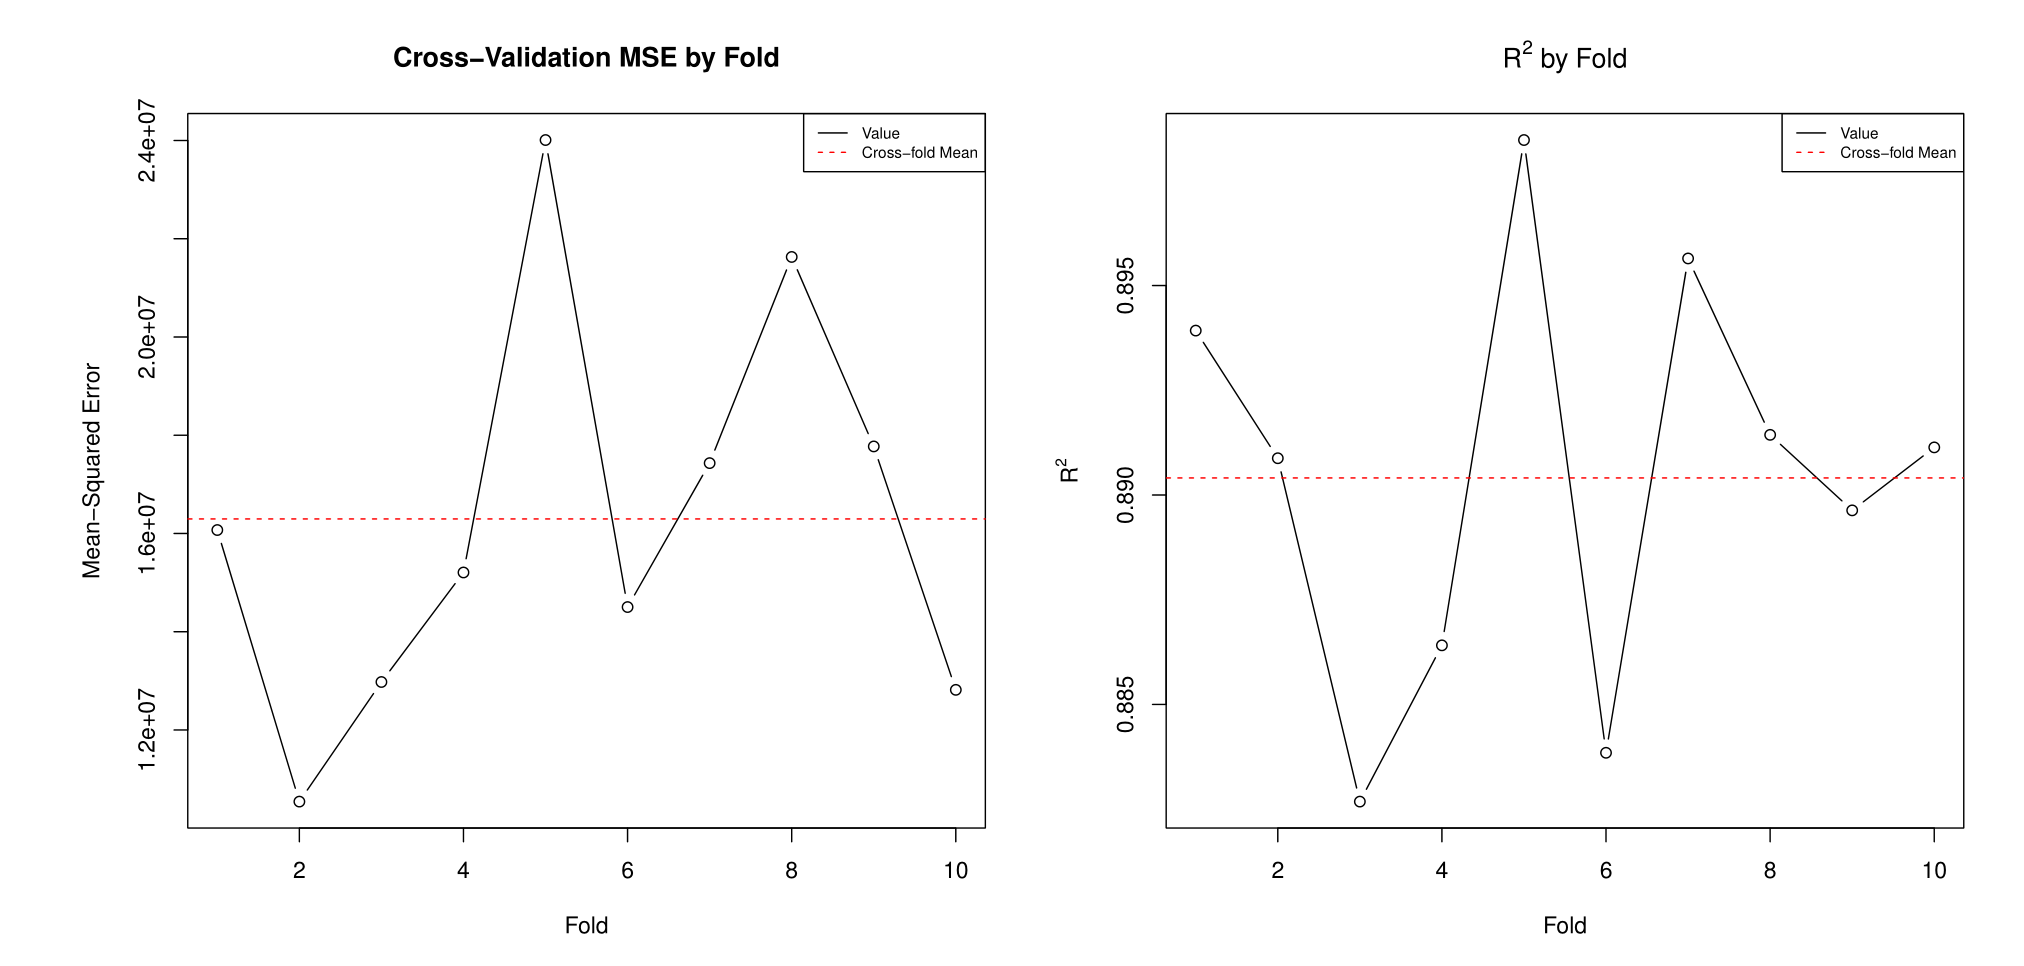 Cross−Validation MSE by Fold
Mean−Squared Error
2.4e+07
2.0e+07
1.6e+07
1.2e+07
Value
Cross−fold Mean
2 4 6 8 10
Fold
R² by Fold
R²
0.895
0.890
0.885
Value
Cross−fold Mean
2 4 6 8 10
Fold